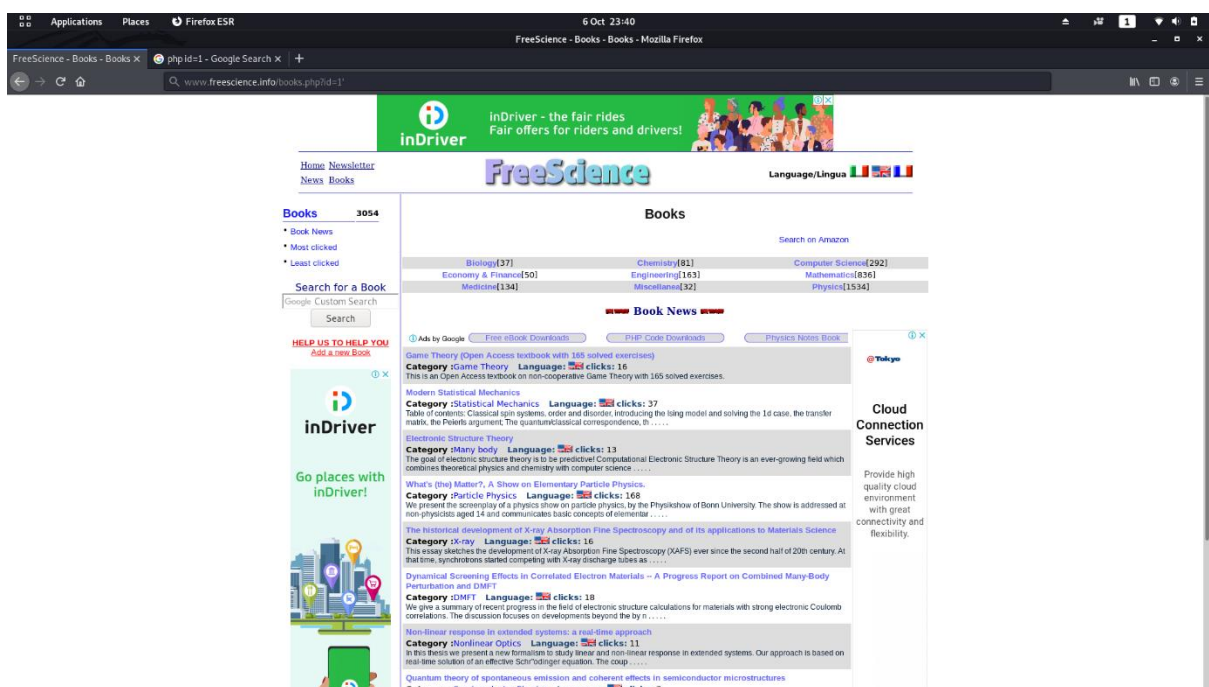 Applications Places Firefox ESR 6 Oct 23:40 1
FreeScience - Books - Books - Mozilla Firefox
FreeScience - Books - Books × php id=1 - Google Search × +
www.freescience.info/books.php?id=1'
inDriver
inDriver - the fair rides
Fair offers for riders and drivers!
Home Newsletter
News Books
FreeScience
Language/Lingua
Books 3054
• Book News
• Most clicked
• Least clicked
Search for a Book
Google Custom Search
Search
HELP US TO HELP YOU
Add a new Book
inDriver
Go places with
inDriver!
Books
Search on Amazon
Biology[37] Chemistry[81] Computer Science[292]
Economy & Finance[50] Engineering[163] Mathematics[836]
Medicine[134] Miscellanea[32] Physics[1534]
Book News
Ads by Google Free eBook Downloads PHP Code Downloads Physics Notes Book
Game Theory (Open Access textbook with 165 solved exercises)
Category :Game Theory Language: clicks: 16
This is an Open Access textbook on non-cooperative Game Theory with 165 solved exercises.
Modern Statistical Mechanics
Category :Statistical Mechanics Language: clicks: 37
Table of contents: Classical spin systems, order and disorder, introducing the Ising model and solving the 1d case, the transfer
matrix, the Peierls argument; The quantum/classical correspondence, th . . . . .
Electronic Structure Theory
Category :Many body Language: clicks: 13
The goal of electonic structure theory is to be predictive! Computational Electronic Structure Theory is an ever-growing field which
combines theoretical physics and chemistry with computer science . . . . .
What's (the) Matter?, A Show on Elementary Particle Physics.
Category :Particle Physics Language: clicks: 168
We present the screenplay of a physics show on particle physics, by the Physikshow of Bonn University. The show is addressed at
non-physicists aged 14 and communicates basic concepts of elementar . . . . .
The historical development of X-ray Absorption Fine Spectroscopy and of its applications to Materials Science
Category :X-ray Language: clicks: 16
This essay sketches the development of X-ray Absorption Fine Spectroscopy (XAFS) ever since the second half of 20th century. At
that time, synchrotrons started competing with X-ray discharge tubes as . . . . .
Dynamical Screening Effects in Correlated Electron Materials -- A Progress Report on Combined Many-Body
Perturbation and DMFT
Category :DMFT Language: clicks: 18
We give a summary of recent progress in the field of electronic structure calculations for materials with strong electronic Coulomb
correlations. The discussion focuses on developments beyond the by n . . . . .
Non-linear response in extended systems: a real-time approach
Category :Nonlinear Optics Language: clicks: 11
In this thesis we present a new formalism to study linear and non-linear response in extended systems. Our approach is based on
real-time solution of an effective Schr"odinger equation. The coup . . . . .
Quantum theory of spontaneous emission and coherent effects in semiconductor microstructures
@Tokyo
Cloud
Connection
Services
Provide high
quality cloud
environment
with great
connectivity and
flexibility.